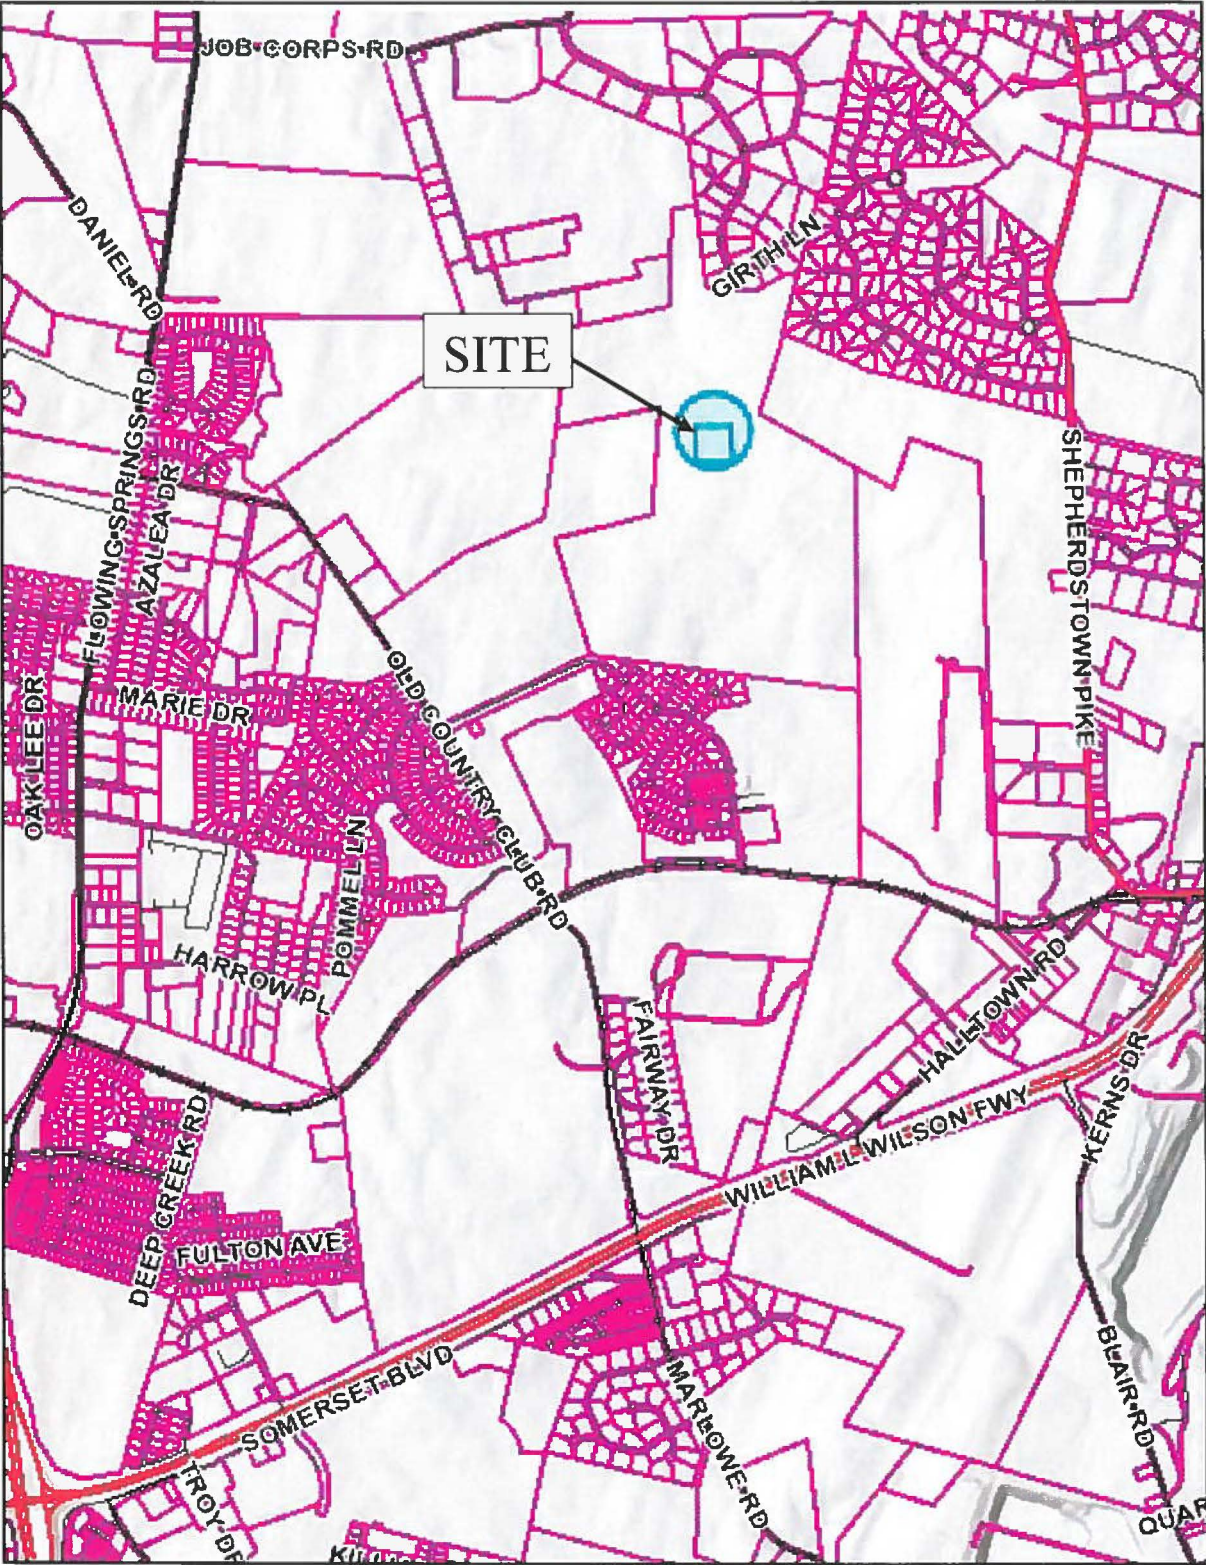 JOB CORPS RD
DANIEL RD
GIRTH LN
SITE
FLOWING SPRINGS RD
AZALEA DR
SHEPHERDSTOWN PIKE
OAK LEE DR
MARIE DR
OLD COUNTRY CLUB RD
POMMEL LN
HARROW PL
FAIRWAY DR
HALLTOWN RD
KERNS DR
WILLIAM L WILSON FWY
DEEP CREEK RD
FULTON AVE
SOMERSET BLVD
MARLOWE RD
BLAIR RD
TROY DR
QUAR